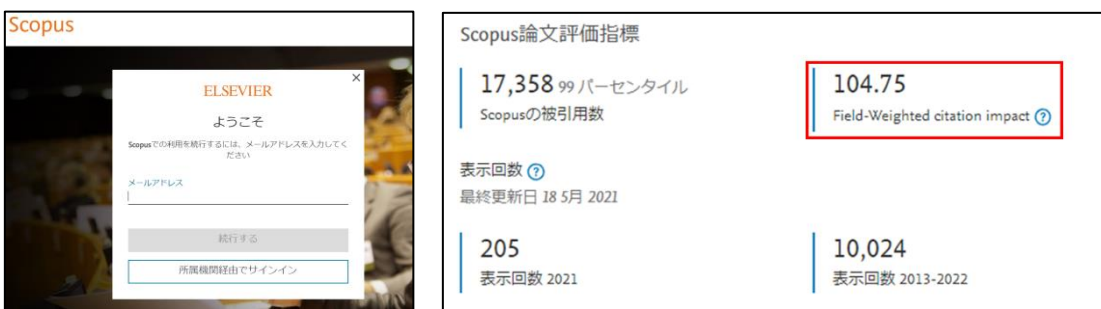 Scopus
ELSEVIER
ようこそ
Scopusでの利用を続行するには、メールアドレスを入力してく
ださい
メールアドレス
続行する
所属機関経由でサインイン
Scopus論文評価指標
17,358 99 パーセンタイル
Scopusの被引用数
104.75
Field-Weighted citation impact ?
表示回数 ?
最終更新日 18 5月 2021
205
表示回数 2021
10,024
表示回数 2013-2022